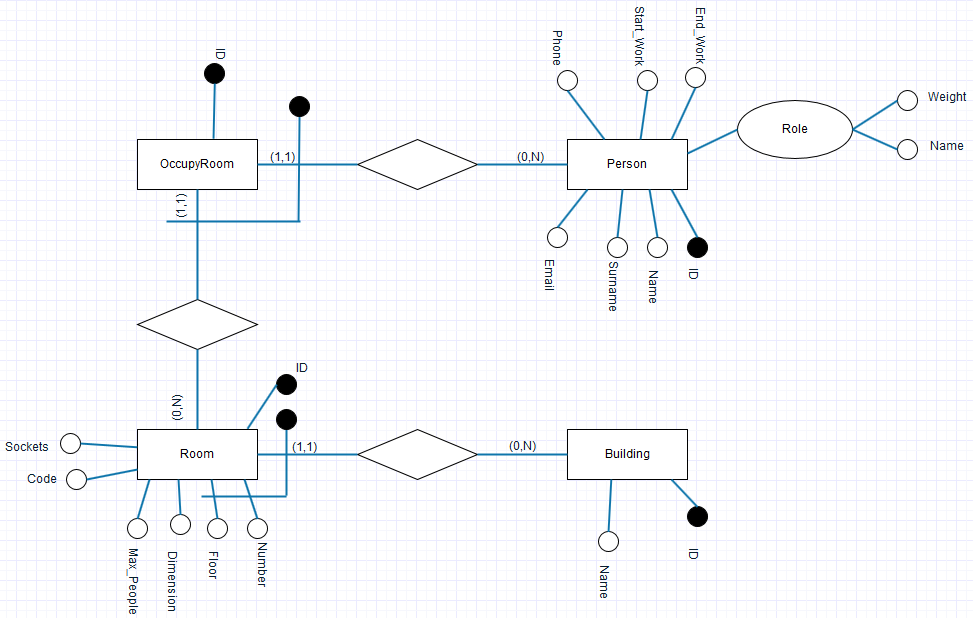 ID
Phone
Start_Work
End_Work
Weight
Role
Name
OccupyRoom
(1,1)
(0,N)
Person
(1,1)
Email
Surname
Name
ID
ID
(0,N)
Sockets
Room
(1,1)
(0,N)
Building
Code
Max_People
Dimension
Floor
Number
Name
ID